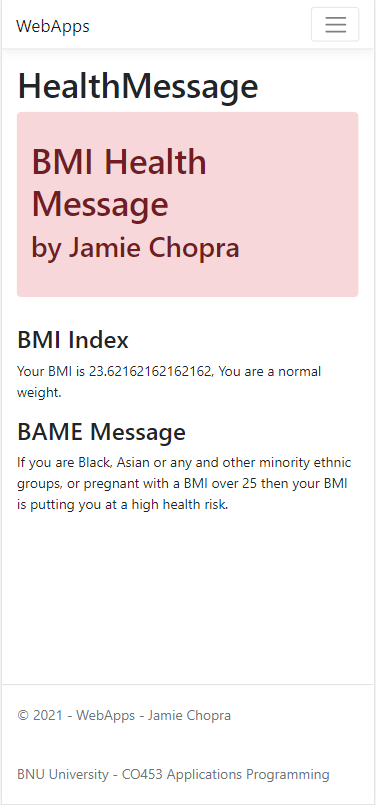 WebApps
HealthMessage
BMI Health
Message
by Jamie Chopra
BMI Index
Your BMI is 23.62162162162162, You are a normal
weight.
BAME Message
If you are Black, Asian or any and other minority ethnic
groups, or pregnant with a BMI over 25 then your BMI
is putting you at a high health risk.
© 2021 - WebApps - Jamie Chopra
BNU University - CO453 Applications Programming